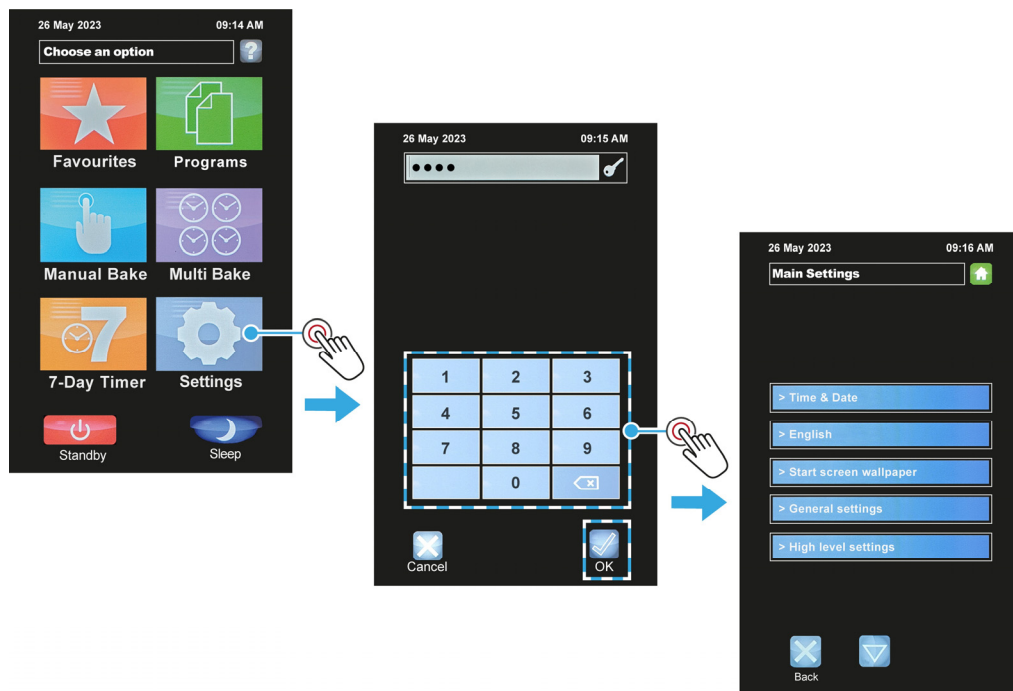 26 May 2023 09:14 AM
Choose an option ?
Favourites Programs
Manual Bake Multi Bake
7
7-Day Timer Settings
Standby Sleep
26 May 2023 09:15 AM
••••
1 2 3
4 5 6
7 8 9
0
Cancel OK
26 May 2023 09:16 AM
Main Settings
> Time & Date
> English
> Start screen wallpaper
> General settings
> High level settings
Back